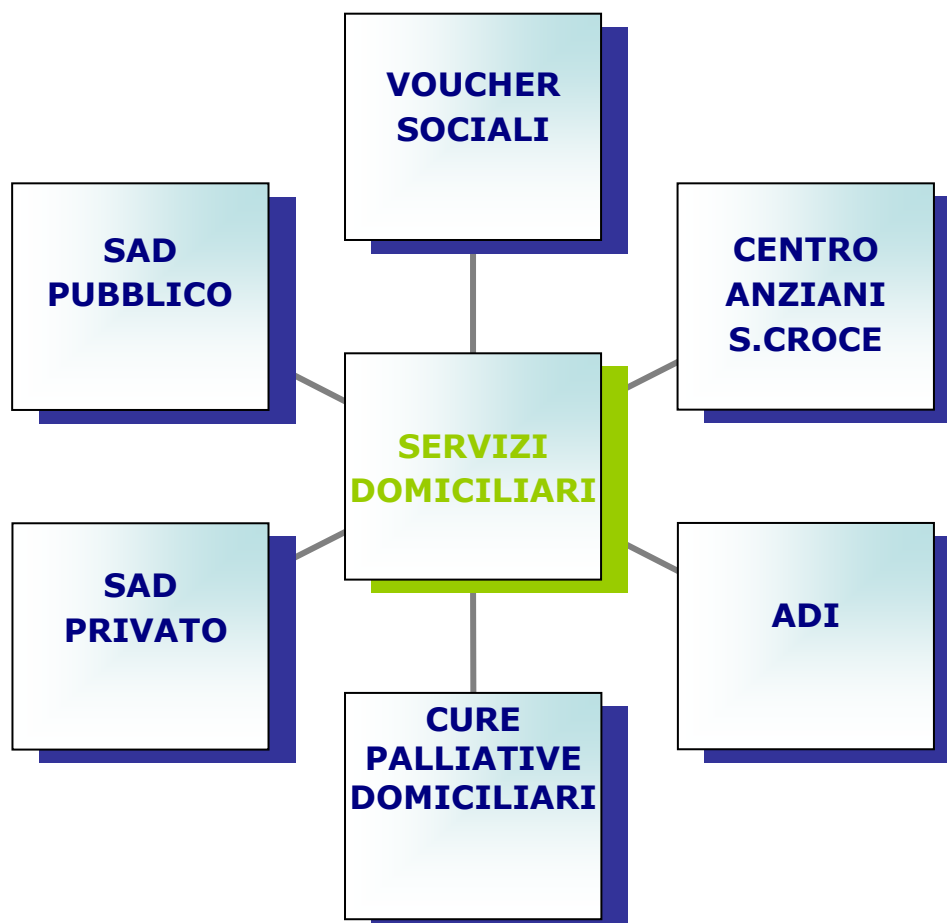 VOUCHER
SOCIALI
SAD
PUBBLICO
CENTRO
ANZIANI
S.CROCE
SERVIZI
DOMICILIARI
SAD
PRIVATO
ADI
CURE
PALLIATIVE
DOMICILIARI